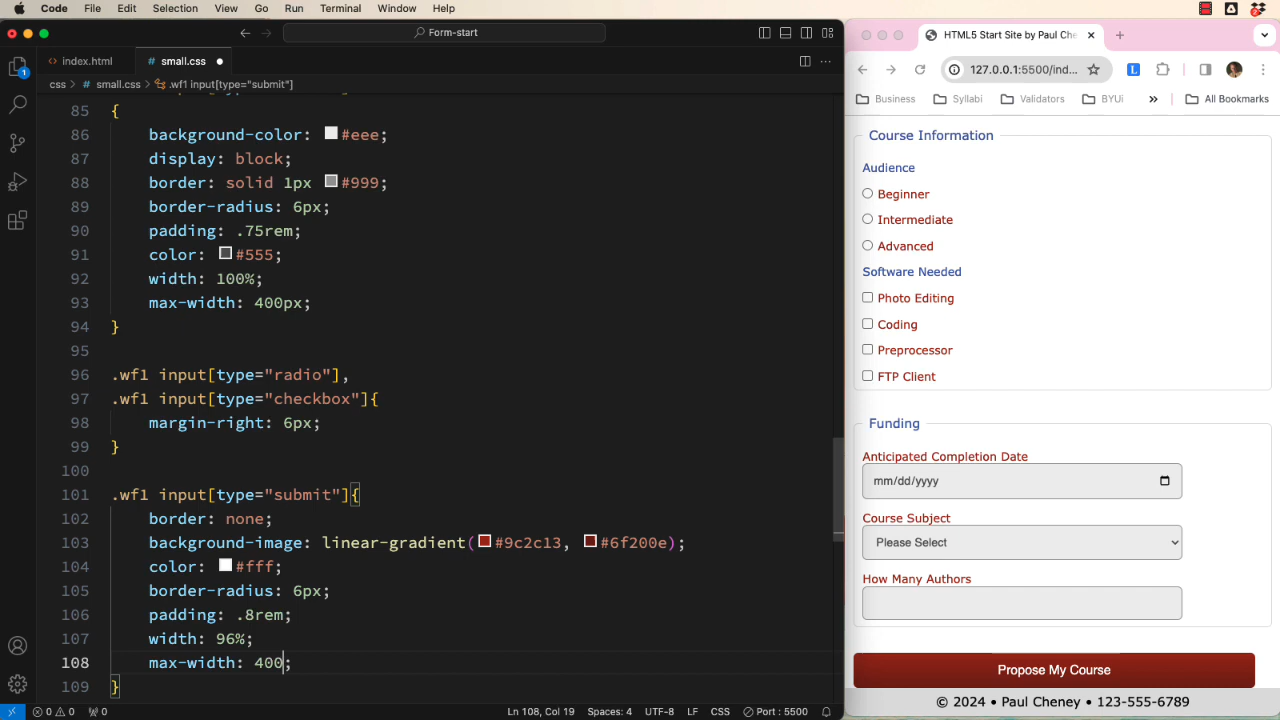 Code File Edit Selection View Go Run Terminal Window Help
Form-start
HTML5 Start Site by Paul Che
index.html
small.css
127.0.0.1:5500/ind...
css > small.css > .wf1 input[type="submit"]
Business Syllabi Validators BYUi » All Bookmarks
85 {
86 background-color: #eee;
87 display: block;
88 border: solid 1px #999;
89 border-radius: 6px;
90 padding: .75rem;
91 color: #555;
92 width: 100%;
93 max-width: 400px;
94 }
95
96 .wf1 input[type="radio"],
97 .wf1 input[type="checkbox"]{
98 margin-right: 6px;
99 }
100
101 .wf1 input[type="submit"]{
102 border: none;
103 background-image: linear-gradient(#9c2c13, #6f200e);
104 color: #fff;
105 border-radius: 6px;
106 padding: .8rem;
107 width: 96%;
108 max-width: 400;
109 }
Course Information
Audience
Beginner
Intermediate
Advanced
Software Needed
Photo Editing
Coding
Preprocessor
FTP Client
Funding
Anticipated Completion Date
mm/dd/yyyy
Course Subject
Please Select
How Many Authors
Propose My Course
© 2024 • Paul Cheney • 123-555-6789
1
0 0 0 Ln 108, Col 19 Spaces: 4 UTF-8 LF CSS Port : 5500